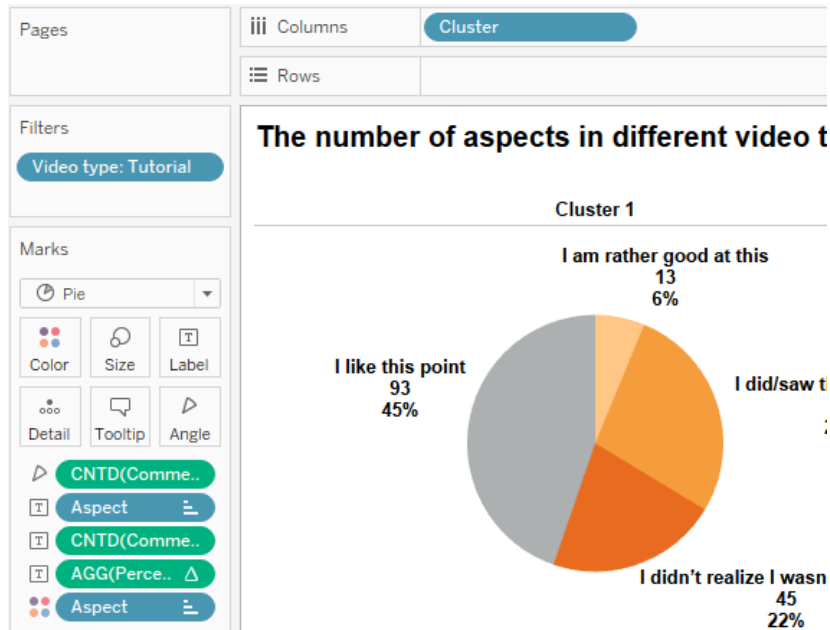 Pages
Columns
Cluster
Rows
Filters
Video type: Tutorial
The number of aspects in different video t
Cluster 1
Marks
Pie
Color
Size
Label
Detail
Tooltip
Angle
CNTD(Comme..
Aspect
CNTD(Comme..
AGG(Perce..
Aspect
I am rather good at this
13
6%
I like this point
93
45%
I did/saw t
2
I didn’t realize I wasn
45
22%